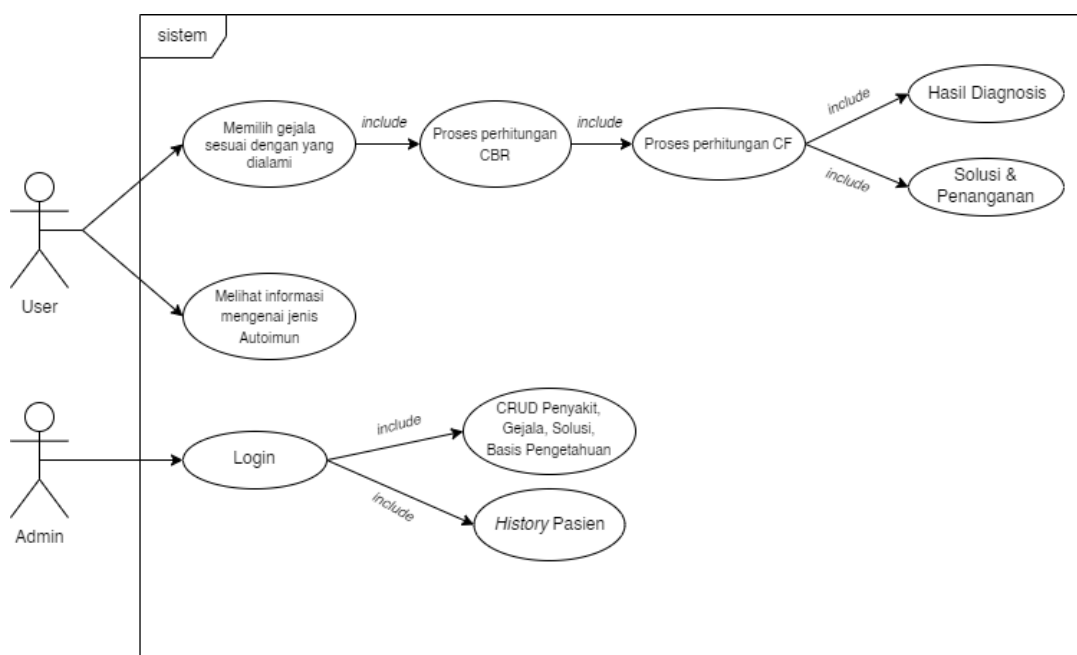 sistem
Memilih gejala
sesuai dengan yang
dialami
include
Proses perhitungan
CBR
include
Proses perhitungan CF
include
Hasil Diagnosis
include
Solusi &
Penanganan
User
Melihat informasi
mengenai jenis
Autoimun
Admin
Login
include
CRUD Penyakit,
Gejala, Solusi,
Basis Pengetahuan
include
History Pasien